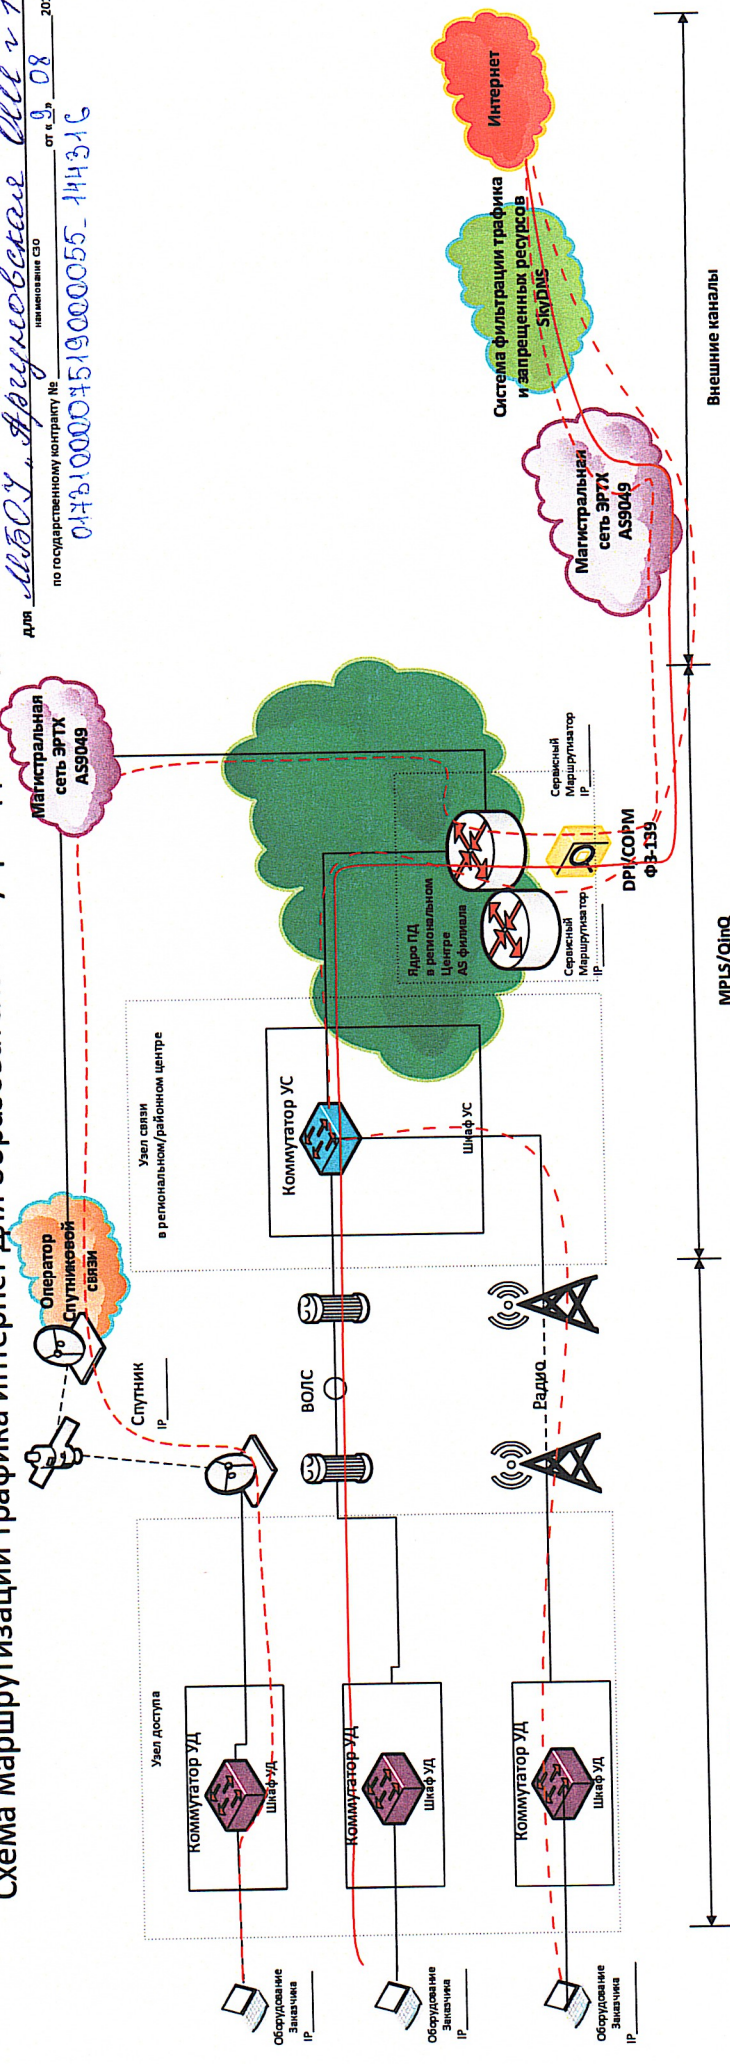 Схема маршрутизации трафика интернет для
для МБОУ "Аргуновская ОШ
наименование СЗО
по государственному контракту № от «9» 08 20
0173100007519000055_144316
Магистральная
сеть ЭРТХ
AS9049
Оператор
Спутниковой
связи
Спутник
IP
Узел связи
в региональном/районном центре
Коммутатор УС
Шкаф УС
Ядро ПД
в региональном
Центре
AS филиала
Сервисный
Маршрутизатор
IP
Сервисный
Маршрутизатор
IP
DPI/СОРМ
ФЗ-139
Магистральная
сеть ЭРТХ
AS9049
Система фильтрации трафика
и запрещенных ресурсов
SkyDNS
Интернет
ВОЛС
Радио
Узел доступа
Коммутатор УД
Шкаф УД
Коммутатор УД
Шкаф УД
Коммутатор УД
Шкаф УД
Оборудование
Заказчика
IP
Оборудование
Заказчика
IP
Оборудование
Заказчика
IP
MPLS/QinQ
Внешние каналы